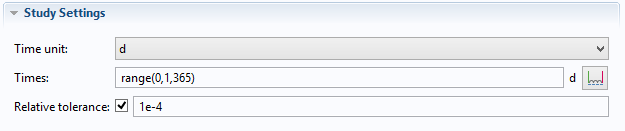 Study Settings
Time unit: d
Times: range(0,1,365) d
Relative tolerance: 1e-4